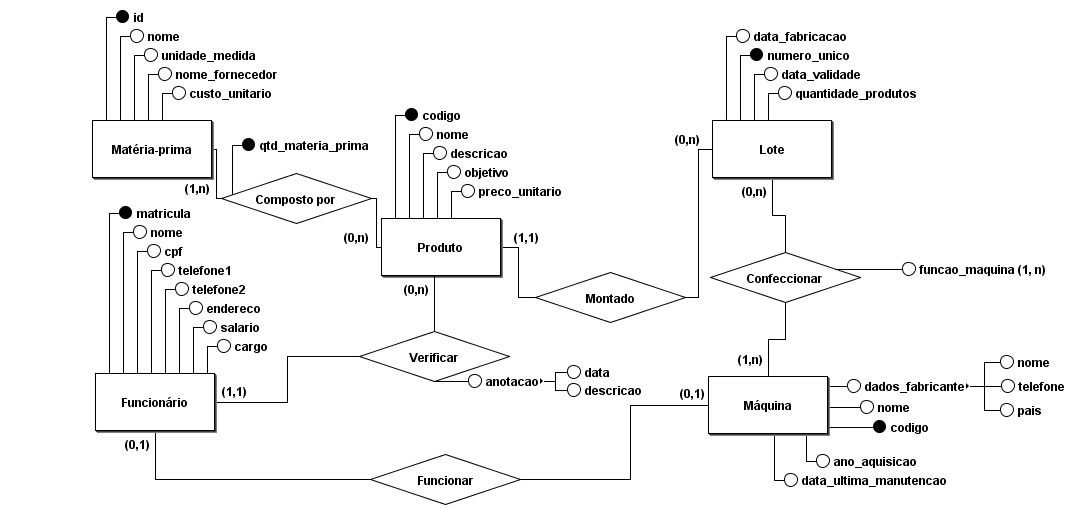 id
nome
unidade_medida
nome_fornecedor
custo_unitario
Matéria-prima
(1,n)
qtd_materia_prima
Composto por
(0,n)
codigo
nome
descricao
objetivo
preco_unitario
Produto
(1,1)
(0,n)
data_fabricacao
numero_unico
data_validade
quantidade_produtos
Lote
(0,n)
(0,n)
Montado
Confeccionar
funcao_maquina (1, n)
(1,n)
matricula
nome
cpf
telefone1
telefone2
endereco
salario
cargo
Funcionário
(1,1)
(0,1)
Verificar
anotacao
data
descricao
(0,1)
Máquina
dados_fabricante
nome
telefone
pais
nome
codigo
ano_aquisicao
data_ultima_manutencao
Funcionar